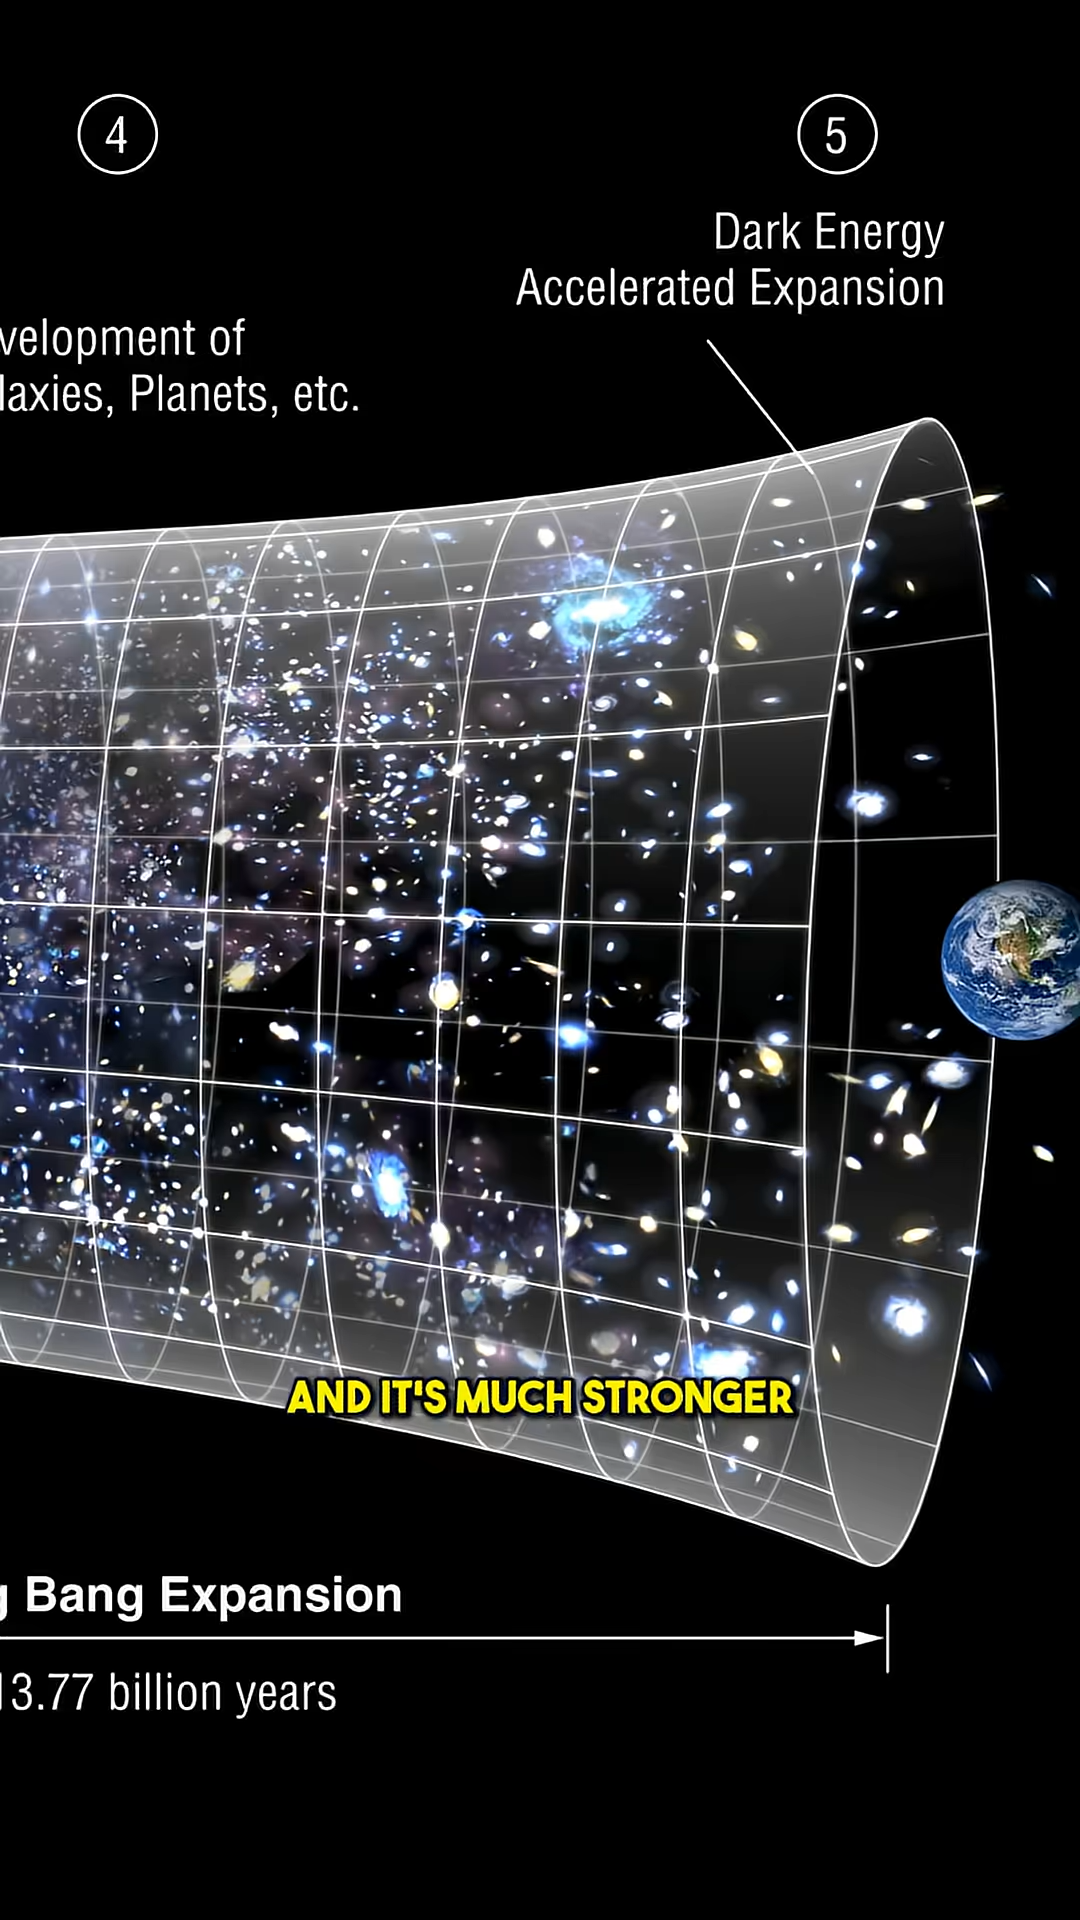 4
5
Dark Energy
Accelerated Expansion
velopment of
laxies, Planets, etc.
AND IT'S MUCH STRONGER
g Bang Expansion
13.77 billion years